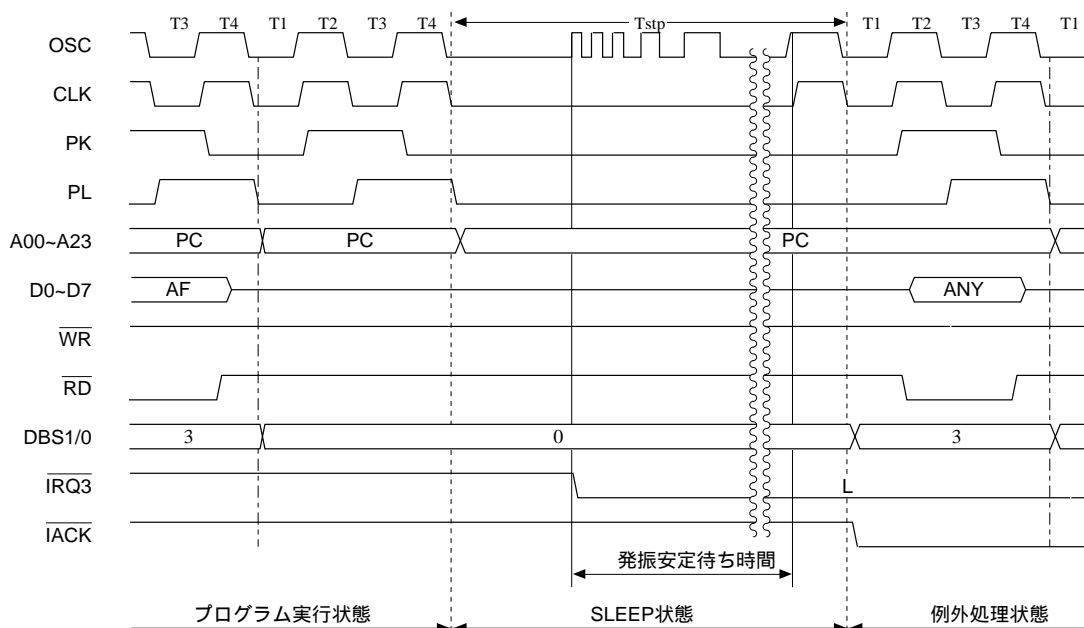 T3 T4 T1 T2 T3 T4 Tstp T1 T2 T3 T4 T1
OSC
CLK
PK
PL
A00~A23 PC PC PC
D0~D7 AF ANY
WR
RD
DBS1/0 3 0 3
IRQ3 L
IACK
発振安定待ち時間
プログラム実行状態 SLEEP状態 例外処理状態